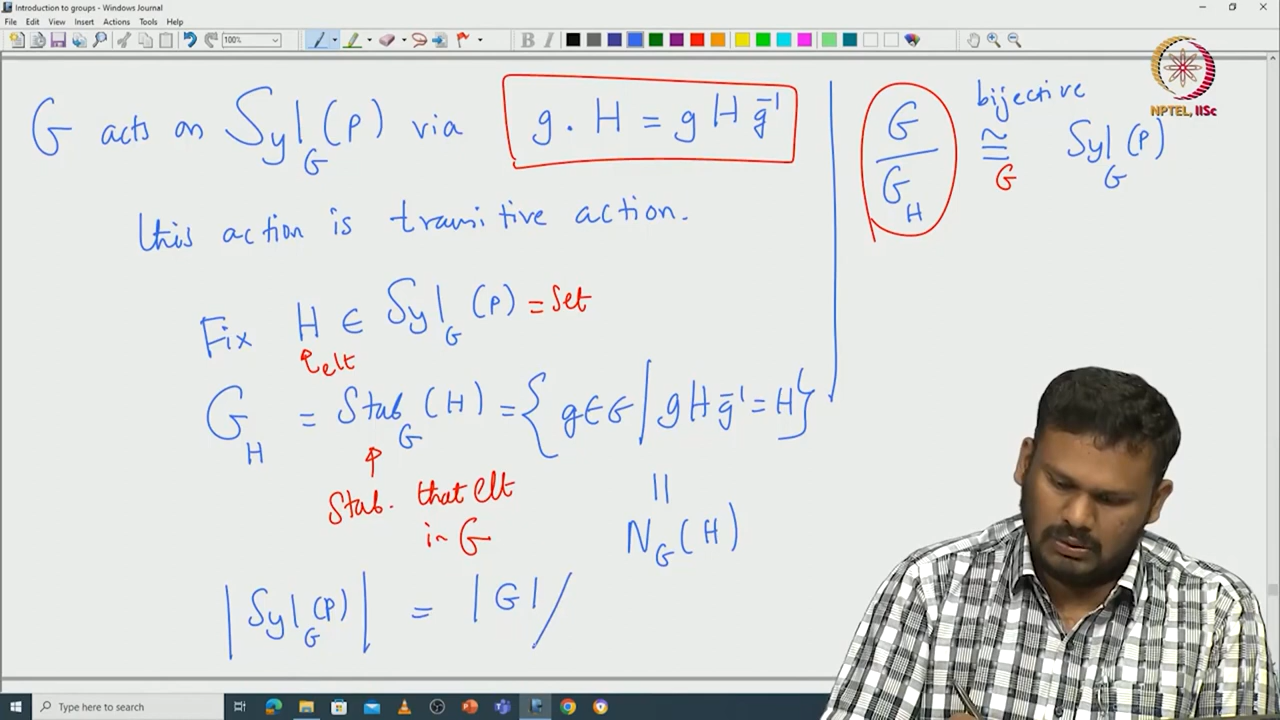 Introduction to groups - Windows Journal
File Edit View Insert Actions Tools Help
100%
B I
NPTEL, IISc
G acts on Syl_G(p) via g . H = g H g^{-1}
this action is transitive action.
Fix H ∈ Syl_G(p) = Set
↑ elt
G_H = Stab_G(H) = { g ∈ G | g H g^{-1} = H }
↑
Stab. that elt
in G
||
N_G(H)
|Syl_G(p)| = |G| /
G / G_H ≅_G Syl_G(p)
bijective
Type here to search